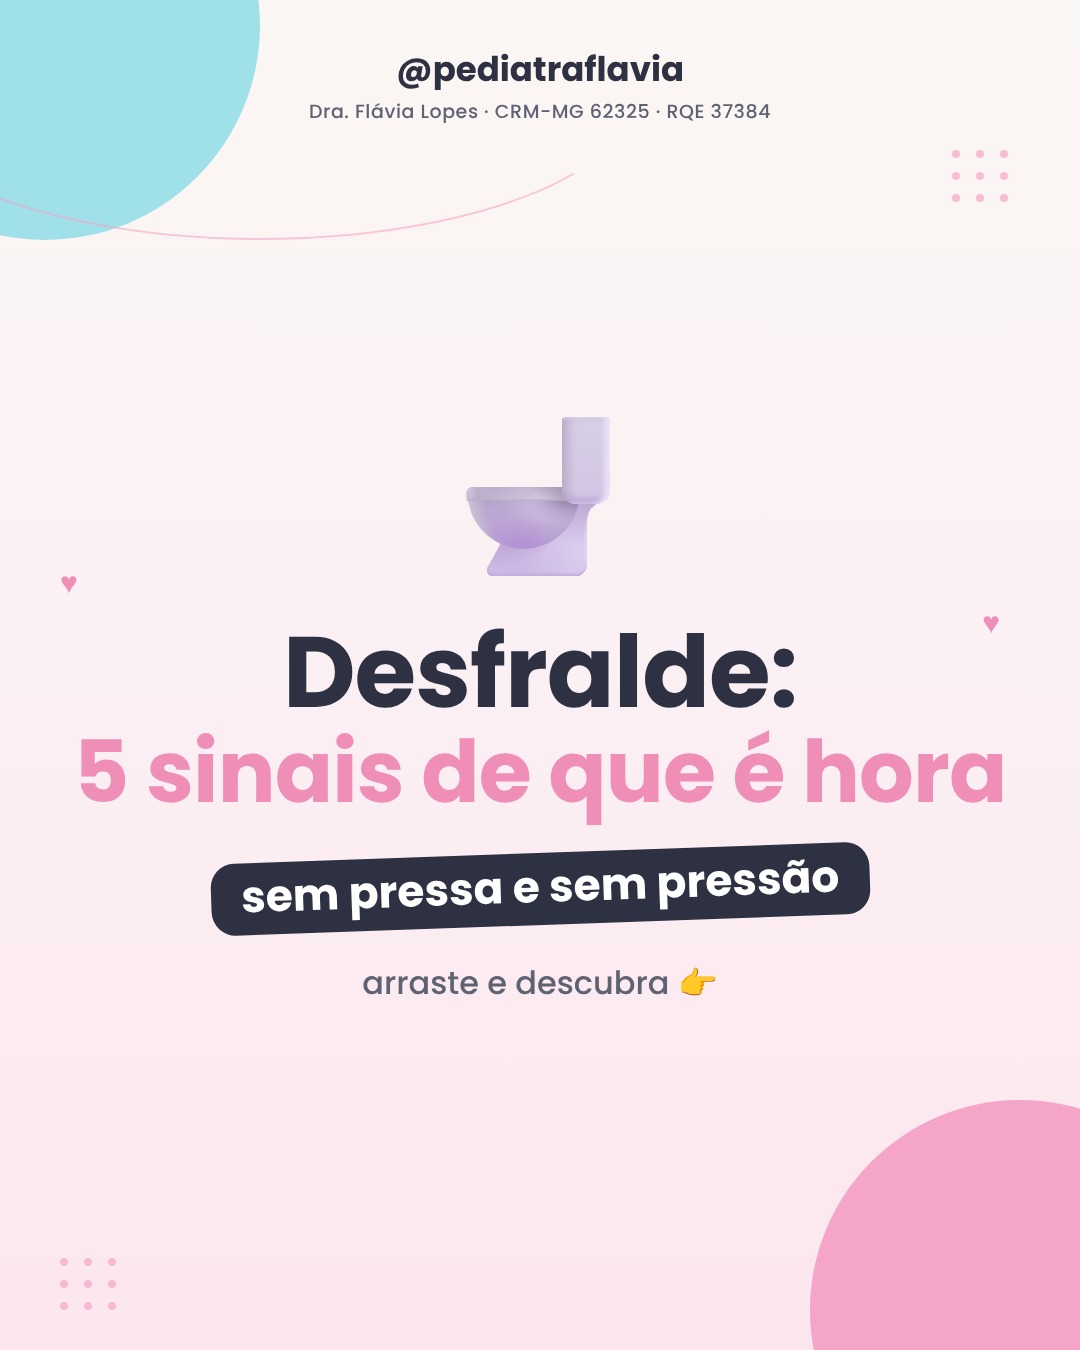 @pediatraflavia
Dra. Flávia Lopes · CRM-MG 62325 · RQE 37384
Desfralde:
5 sinais de que é hora
sem pressa e sem pressão
arraste e descubra 👉